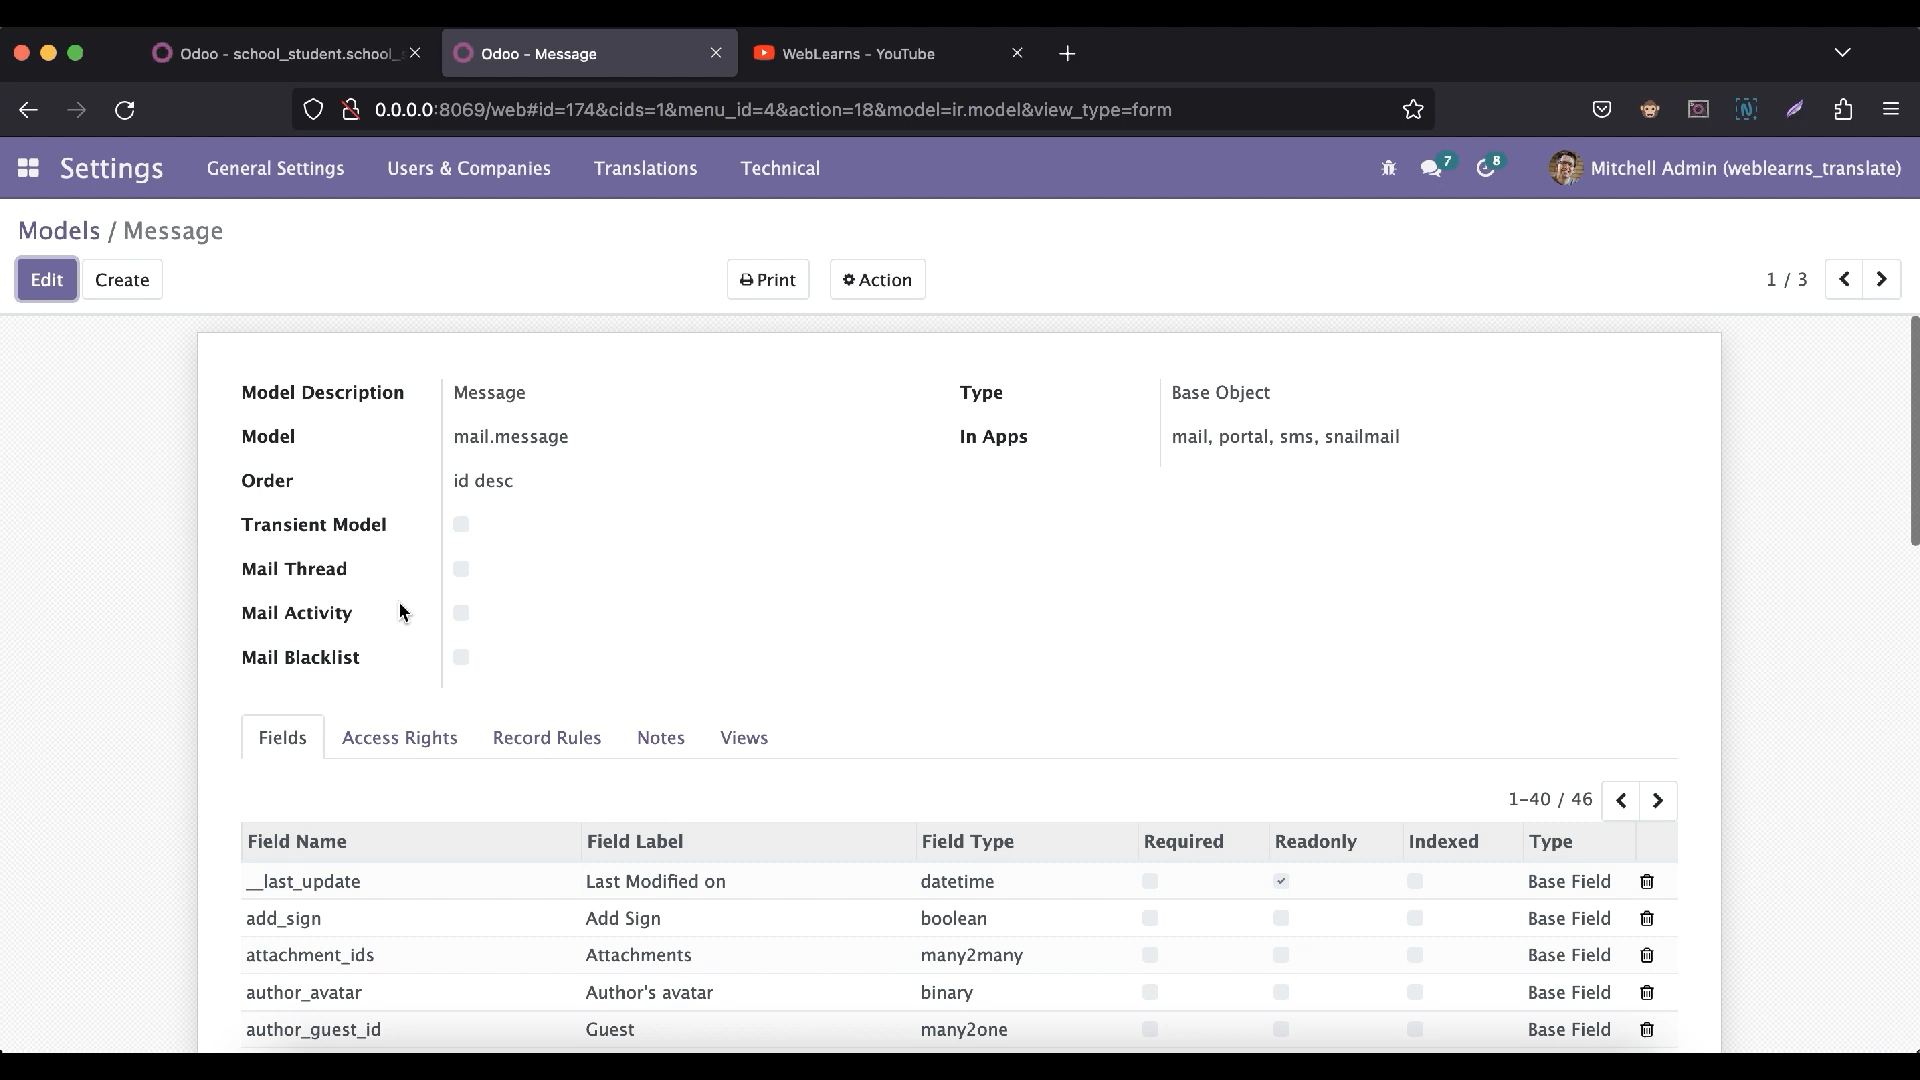 Odoo - school_student.school_
Odoo - Message
WebLearns - YouTube
0.0.0.0:8069/web#id=174&cids=1&menu_id=4&action=18&model=ir.model&view_type=form
Settings
General Settings
Users & Companies
Translations
Technical
7
8
Mitchell Admin (weblearns_translate)
Models / Message
Edit
Create
Print
Action
1 / 3
Model Description Message
Type Base Object
Model mail.message
In Apps mail, portal, sms, snailmail
Order id desc
Transient Model
Mail Thread
Mail Activity
Mail Blacklist
Fields Access Rights Record Rules Notes Views
1-40 / 46
Field Name Field Label Field Type Required Readonly Indexed Type
__last_update Last Modified on datetime Base Field
add_sign Add Sign boolean Base Field
attachment_ids Attachments many2many Base Field
author_avatar Author's avatar binary Base Field
author_guest_id Guest many2one Base Field